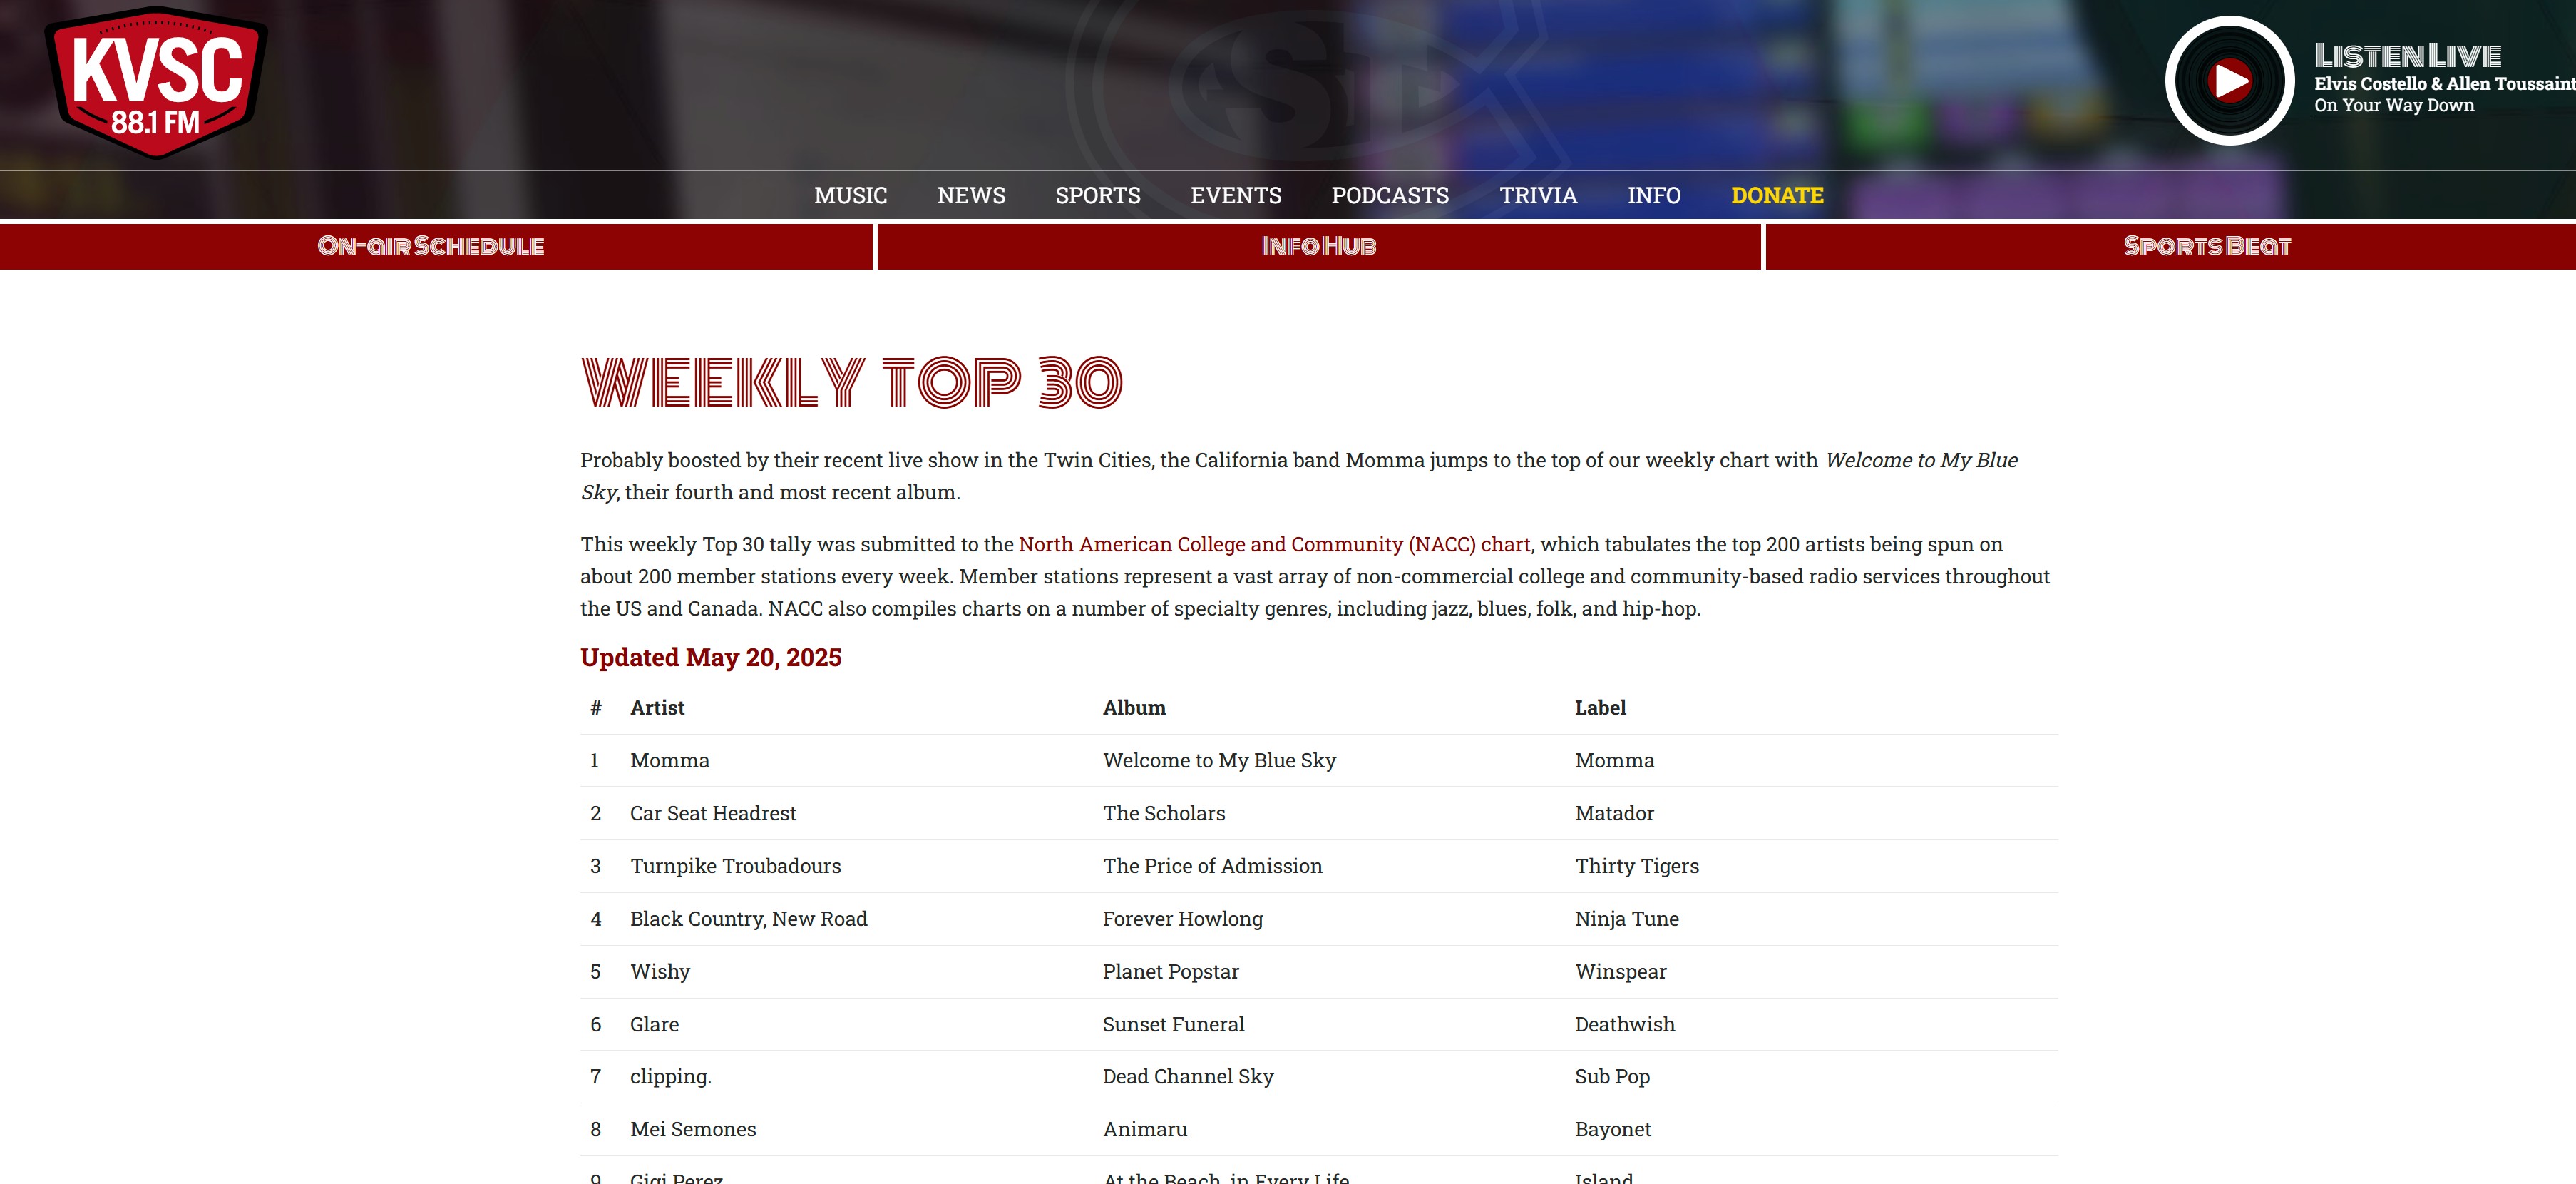 KVSC
88.1 FM
LISTEN LIVE
Elvis Costello & Allen Toussaint
On Your Way Down
MUSIC NEWS SPORTS EVENTS PODCASTS TRIVIA INFO DONATE
ON-AIR SCHEDULE INFO HUB SPORTS BEAT
WEEKLY TOP 30
Probably boosted by their recent live show in the Twin Cities, the California band Momma jumps to the top of our weekly chart with Welcome to My Blue
Sky, their fourth and most recent album.
This weekly Top 30 tally was submitted to the North American College and Community (NACC) chart, which tabulates the top 200 artists being spun on
about 200 member stations every week. Member stations represent a vast array of non-commercial college and community-based radio services throughout
the US and Canada. NACC also compiles charts on a number of specialty genres, including jazz, blues, folk, and hip-hop.
Updated May 20, 2025
# Artist Album Label
1 Momma Welcome to My Blue Sky Momma
2 Car Seat Headrest The Scholars Matador
3 Turnpike Troubadours The Price of Admission Thirty Tigers
4 Black Country, New Road Forever Howlong Ninja Tune
5 Wishy Planet Popstar Winspear
6 Glare Sunset Funeral Deathwish
7 clipping. Dead Channel Sky Sub Pop
8 Mei Semones Animaru Bayonet
9 Gigi Perez At the Beach, in Every Life Island